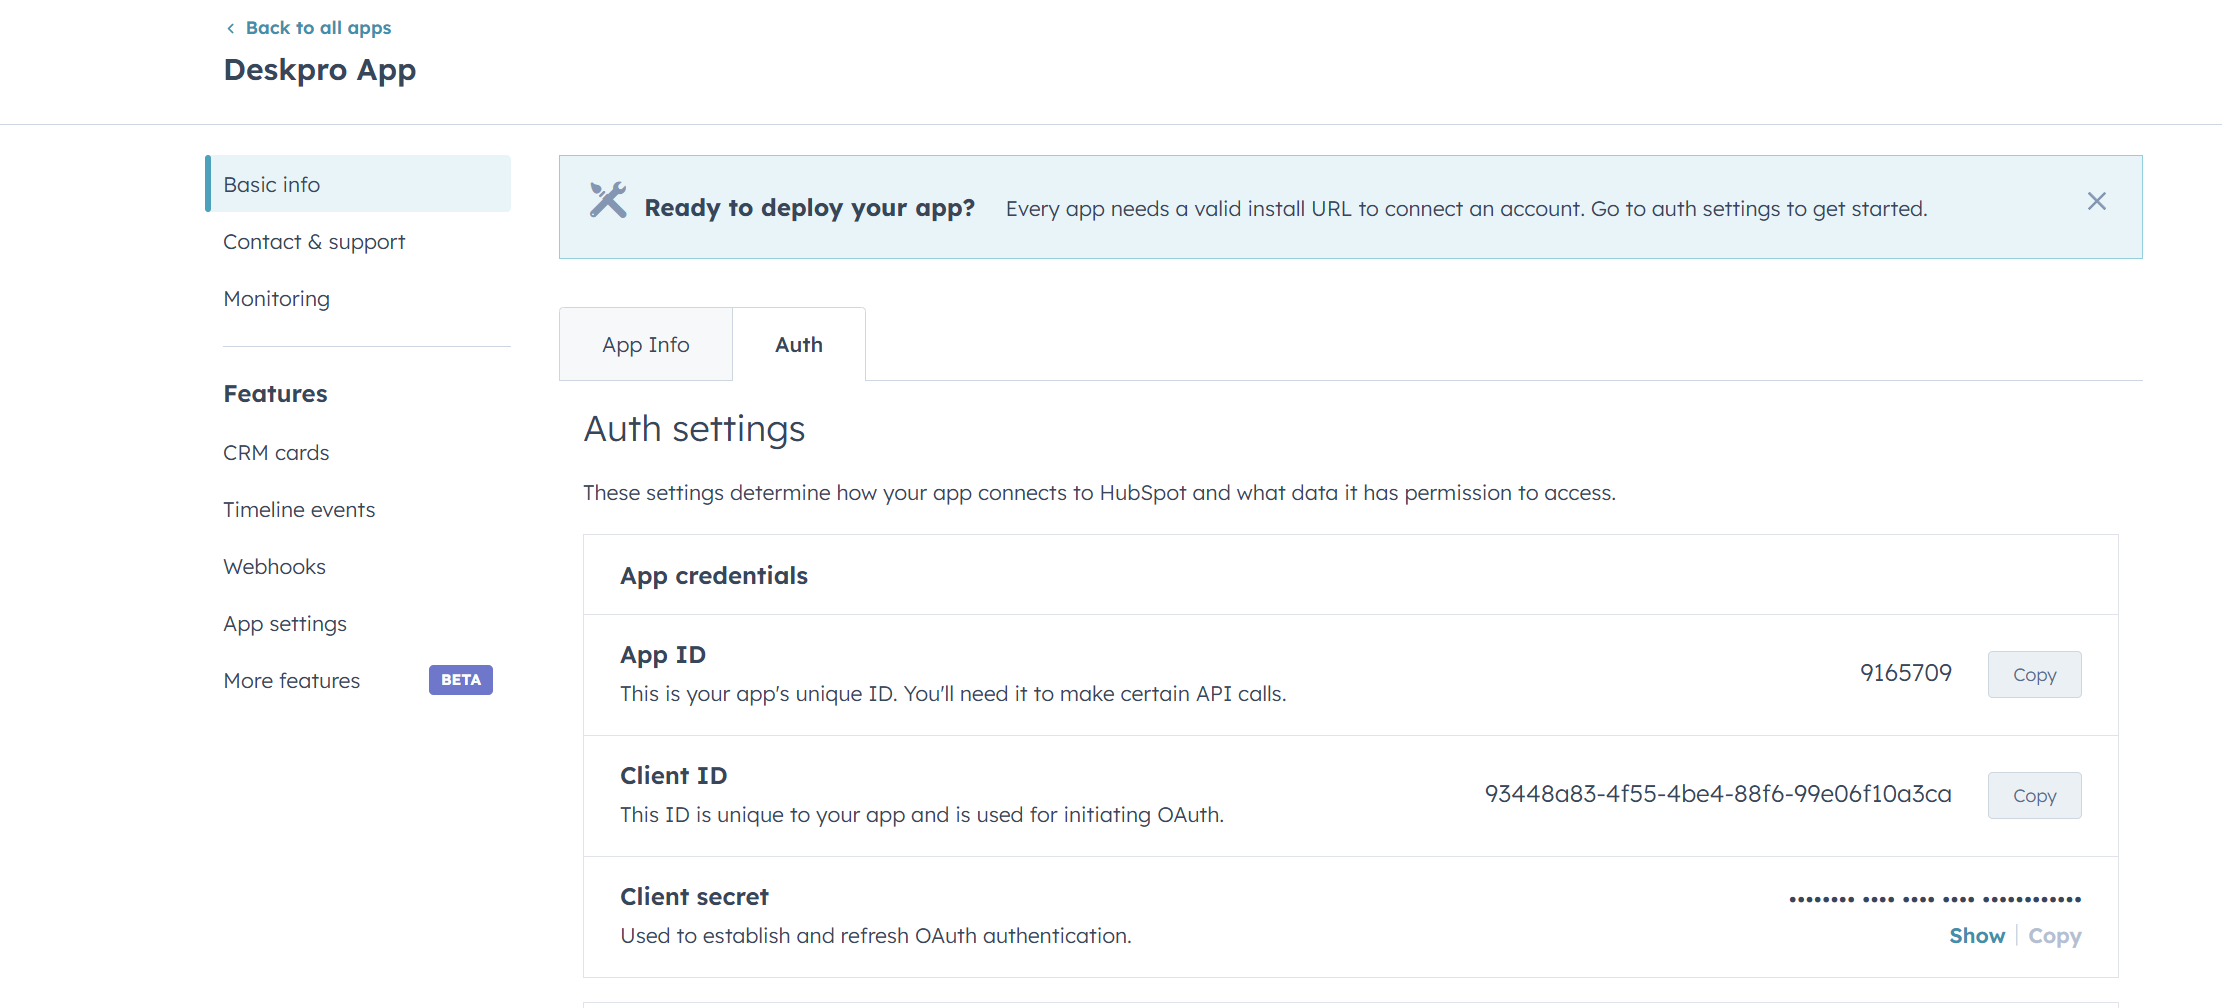 Back to all apps
Deskpro App
Basic info
Contact & support
Monitoring
Features
CRM cards
Timeline events
Webhooks
App settings
More features BETA
Ready to deploy your app? Every app needs a valid install URL to connect an account. Go to auth settings to get started.
App Info Auth
Auth settings
These settings determine how your app connects to HubSpot and what data it has permission to access.
App credentials
App ID
This is your app's unique ID. You'll need it to make certain API calls.
9165709 Copy
Client ID
This ID is unique to your app and is used for initiating OAuth.
93448a83-4f55-4be4-88f6-99e06f10a3ca Copy
Client secret
Used to establish and refresh OAuth authentication.
•••••••• •••• •••• •••• ••••••••••••
Show Copy